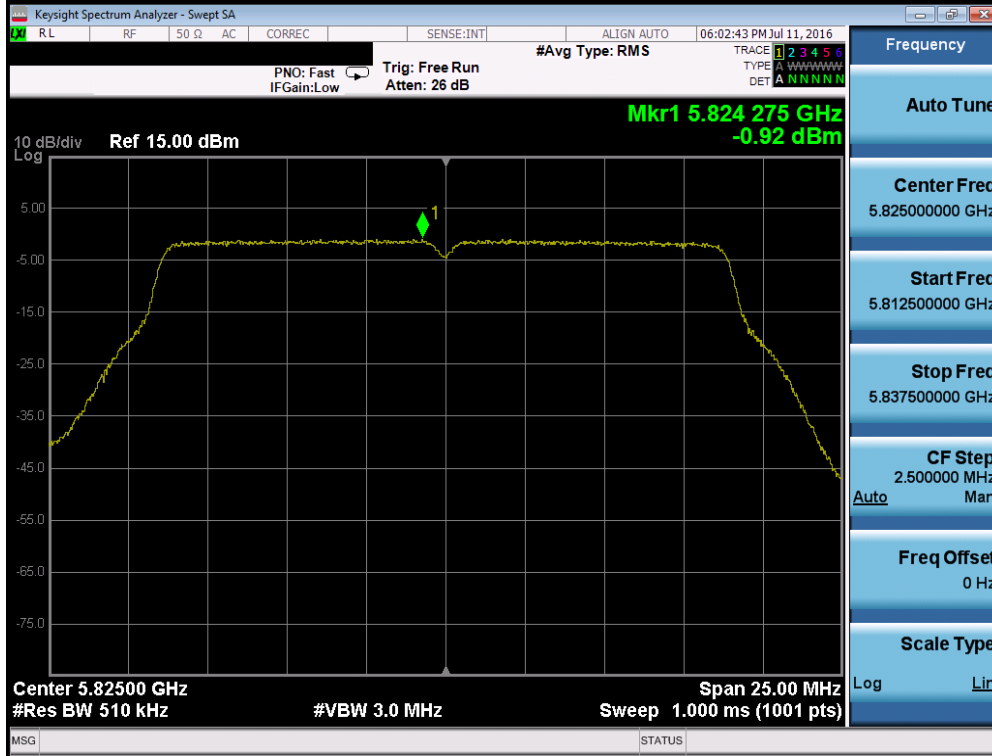 Keysight Spectrum Analyzer - Swept SA
LXI RL RF 50 Ω AC CORREC SENSE:INT ALIGN AUTO 06:02:43 PM Jul 11, 2016
PNO: Fast
IFGain:Low
Trig: Free Run
Atten: 26 dB
#Avg Type: RMS
TRACE 1 2 3 4 5 6
TYPE A WWWWW
DET A N N N N N
Mkr1 5.824 275 GHz
-0.92 dBm
10 dB/div
Log
Ref 15.00 dBm
1
5.00
-5.00
-15.0
-25.0
-35.0
-45.0
-55.0
-65.0
-75.0
Center 5.82500 GHz
#Res BW 510 kHz
#VBW 3.0 MHz
Span 25.00 MHz
Sweep 1.000 ms (1001 pts)
MSG
STATUS
Frequency
Auto Tune
Center Freq
5.825000000 GHz
Start Freq
5.812500000 GHz
Stop Freq
5.837500000 GHz
CF Step
2.500000 MHz
Auto Man
Freq Offset
0 Hz
Scale Type
Log Lin